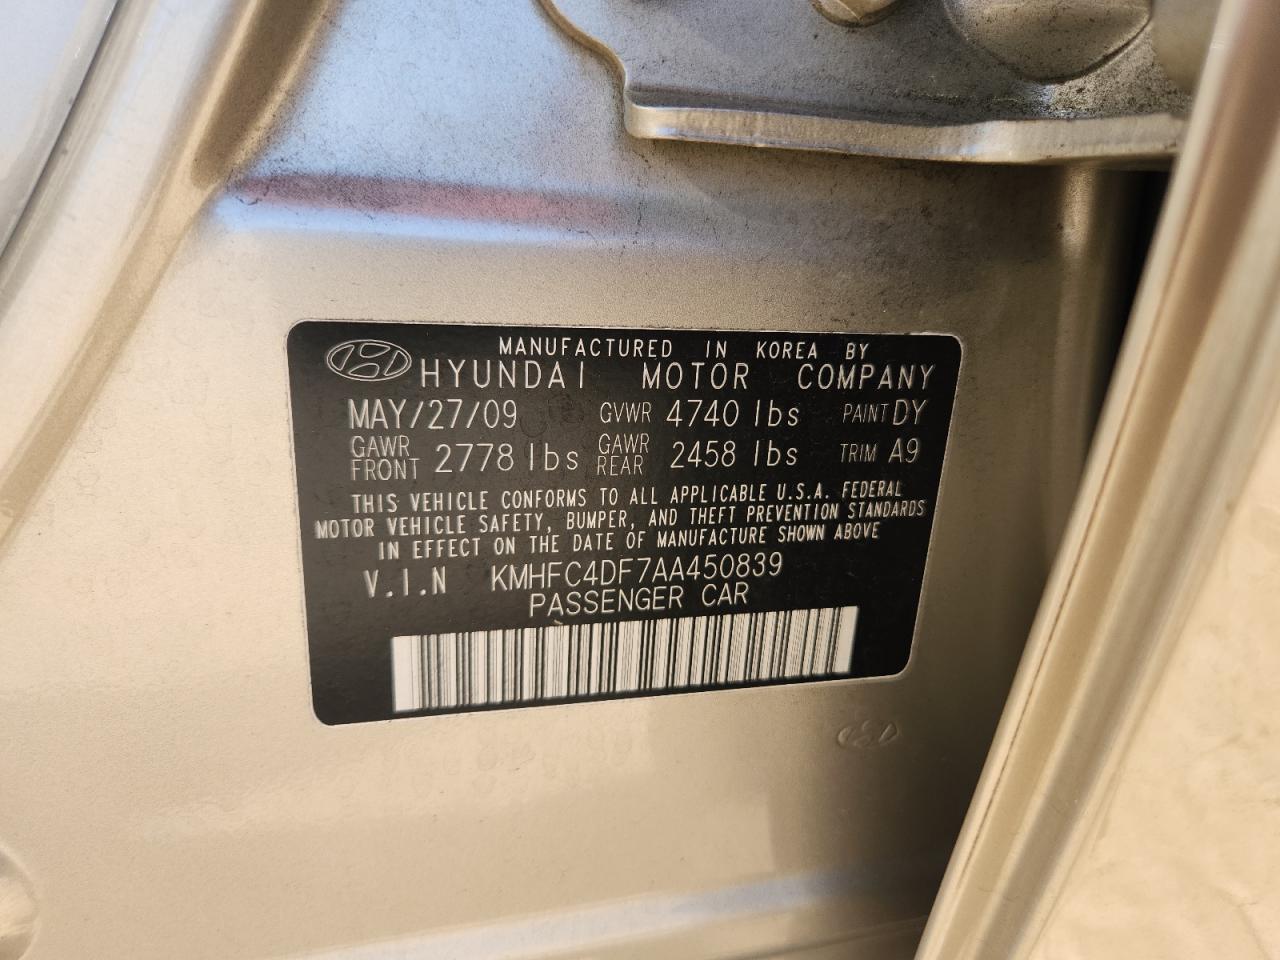 MANUFACTURED IN KOREA BY
HYUNDAI MOTOR COMPANY
MAY/27/09 GVWR 4740 lbs PAINT DY
GAWR FRONT 2778 lbs GAWR REAR 2458 lbs TRIM A9
THIS VEHICLE CONFORMS TO ALL APPLICABLE U.S.A. FEDERAL
MOTOR VEHICLE SAFETY, BUMPER, AND THEFT PREVENTION STANDARDS
IN EFFECT ON THE DATE OF MANUFACTURE SHOWN ABOVE
V.I.N KMHFC4DF7AA450839
PASSENGER CAR